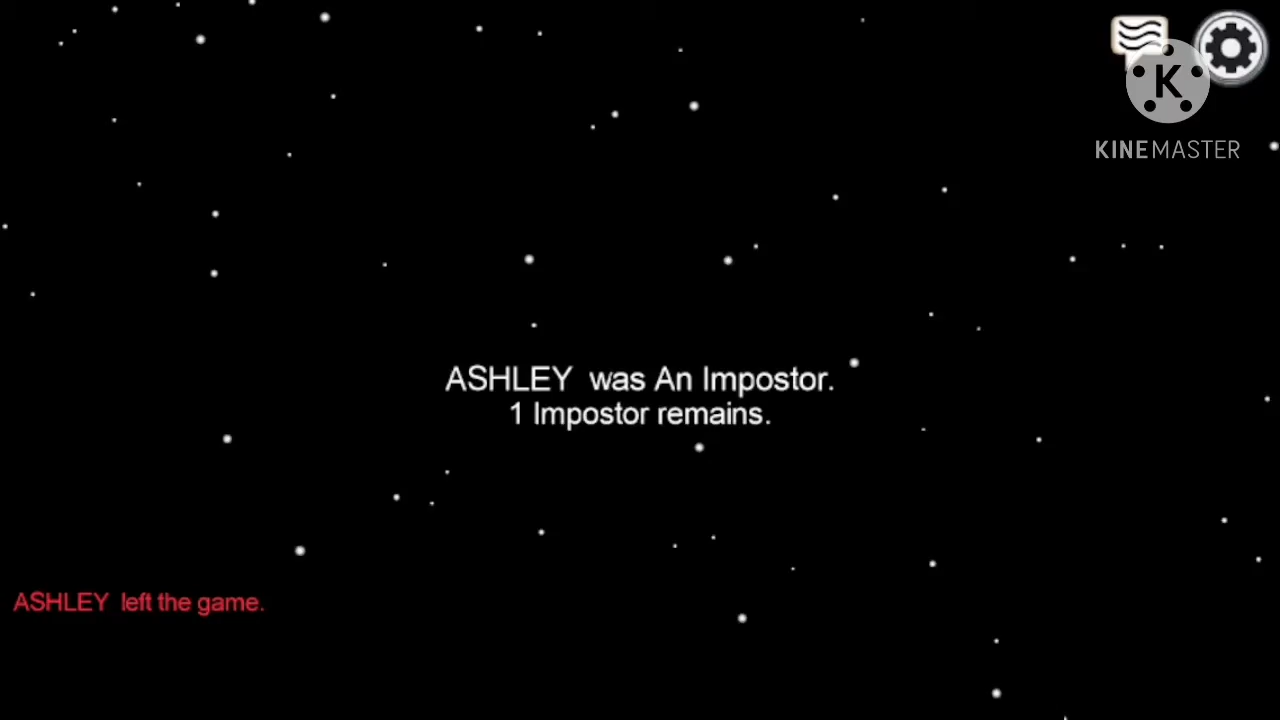 K
KINEMASTER
ASHLEY was An Impostor.
1 Impostor remains.
ASHLEY left the game.